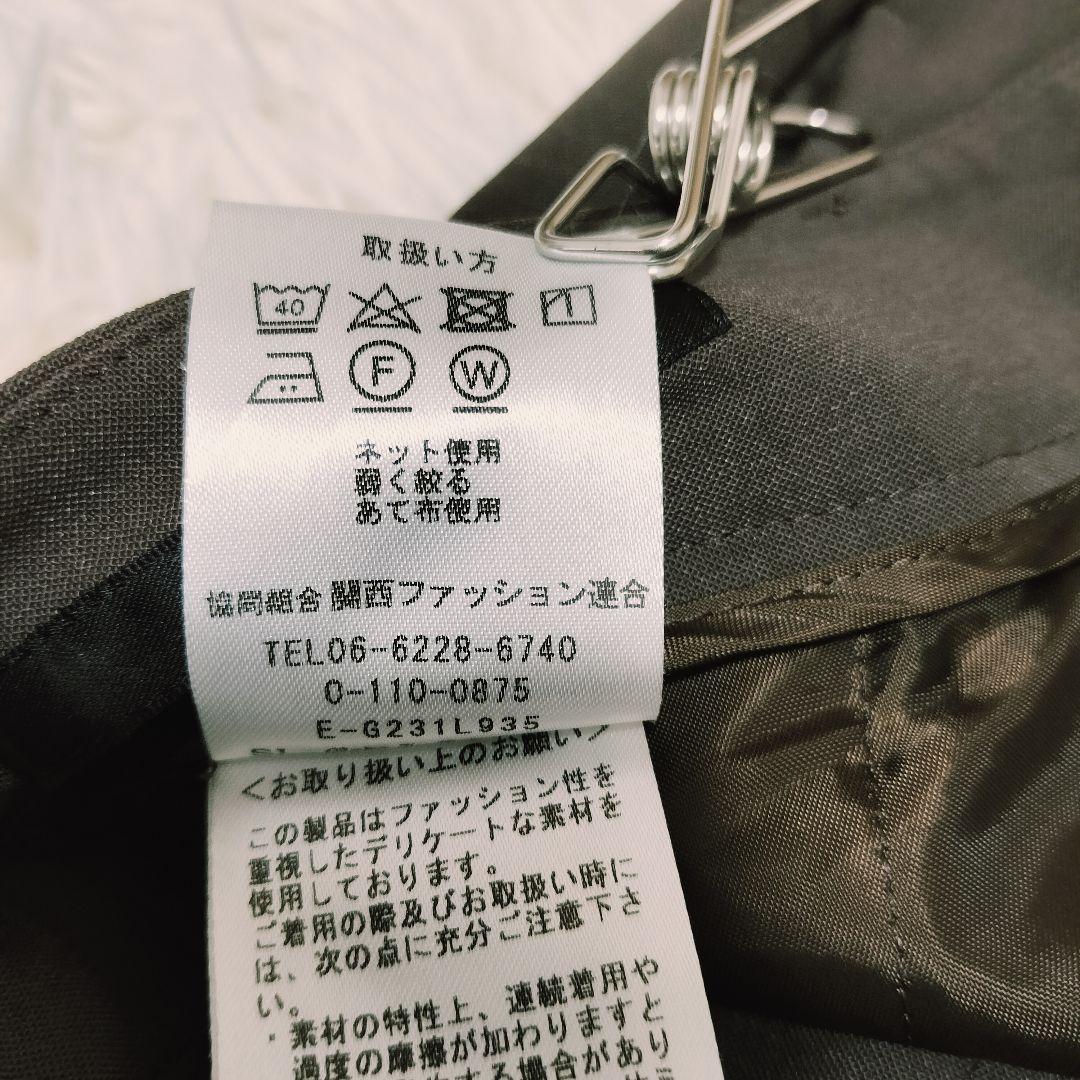 取扱い方
40
F W
ネット使用
弱く絞る
あて布使用
協同組合 関西ファッション連合
TEL06-6228-6740
0-110-0875
E-G231L935
<お取り扱い上のお願い>
この製品はファッション性を
重視したデリケートな素材を
使用しております。
ご着用の際及びお取扱い時に
は、次の点に充分ご注意下さ
い。
・素材の特性上、連続着用や
過度の摩擦が加わりますと
する場合があり